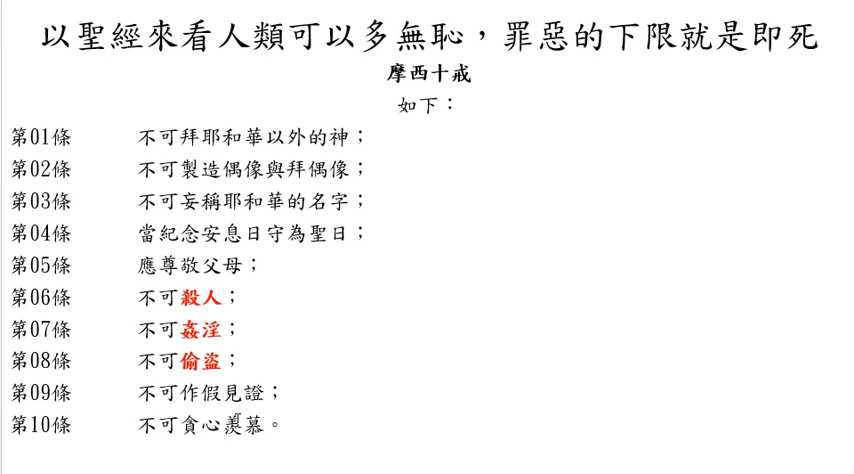 以聖經來看人類可以多無恥，罪惡的下限就是即死
摩西十戒
如下：
第01條 不可拜耶和華以外的神；
第02條 不可製造偶像與拜偶像；
第03條 不可妄稱耶和華的名字；
第04條 當紀念安息日守為聖日；
第05條 應尊敬父母；
第06條 不可殺人；
第07條 不可姦淫；
第08條 不可偷盜；
第09條 不可作假見證；
第10條 不可貪心羨慕。